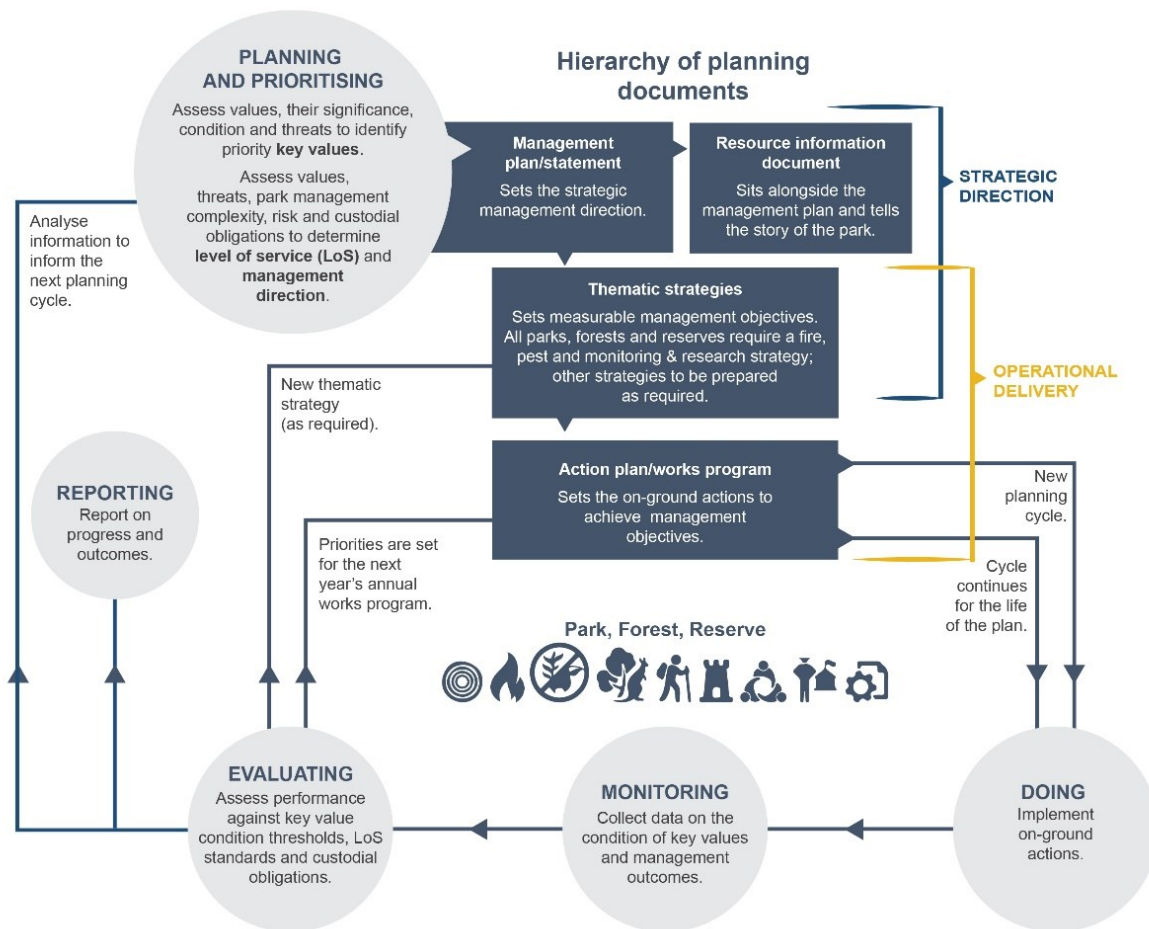 PLANNING
AND PRIORITISING
Assess values, their significance,
condition and threats to identify
priority key values.
Assess values,
threats, park management
complexity, risk and custodial
obligations to determine
level of service (LoS) and
management
direction.
Hierarchy of planning
documents
Management
plan/statement
Sets the strategic
management direction.
Resource information
document
Sits alongside the
management plan and tells
the story of the park.
STRATEGIC
DIRECTION
Analyse
information to
inform the
next planning
cycle.
Thematic strategies
Sets measurable management objectives.
All parks, forests and reserves require a fire,
pest and monitoring & research strategy;
other strategies to be prepared
as required.
OPERATIONAL
DELIVERY
New thematic
strategy
(as required).
Action plan/works program
Sets the on-ground actions to
achieve management
objectives.
New
planning
cycle.
REPORTING
Report on
progress and
outcomes.
Priorities are set
for the next
year's annual
works program.
Cycle
continues
for the life
of the plan.
Park, Forest, Reserve
EVALUATING
Assess performance
against key value
condition thresholds, LoS
standards and custodial
obligations.
MONITORING
Collect data on the
condition of key values
and management
outcomes.
DOING
Implement
on-ground
actions.